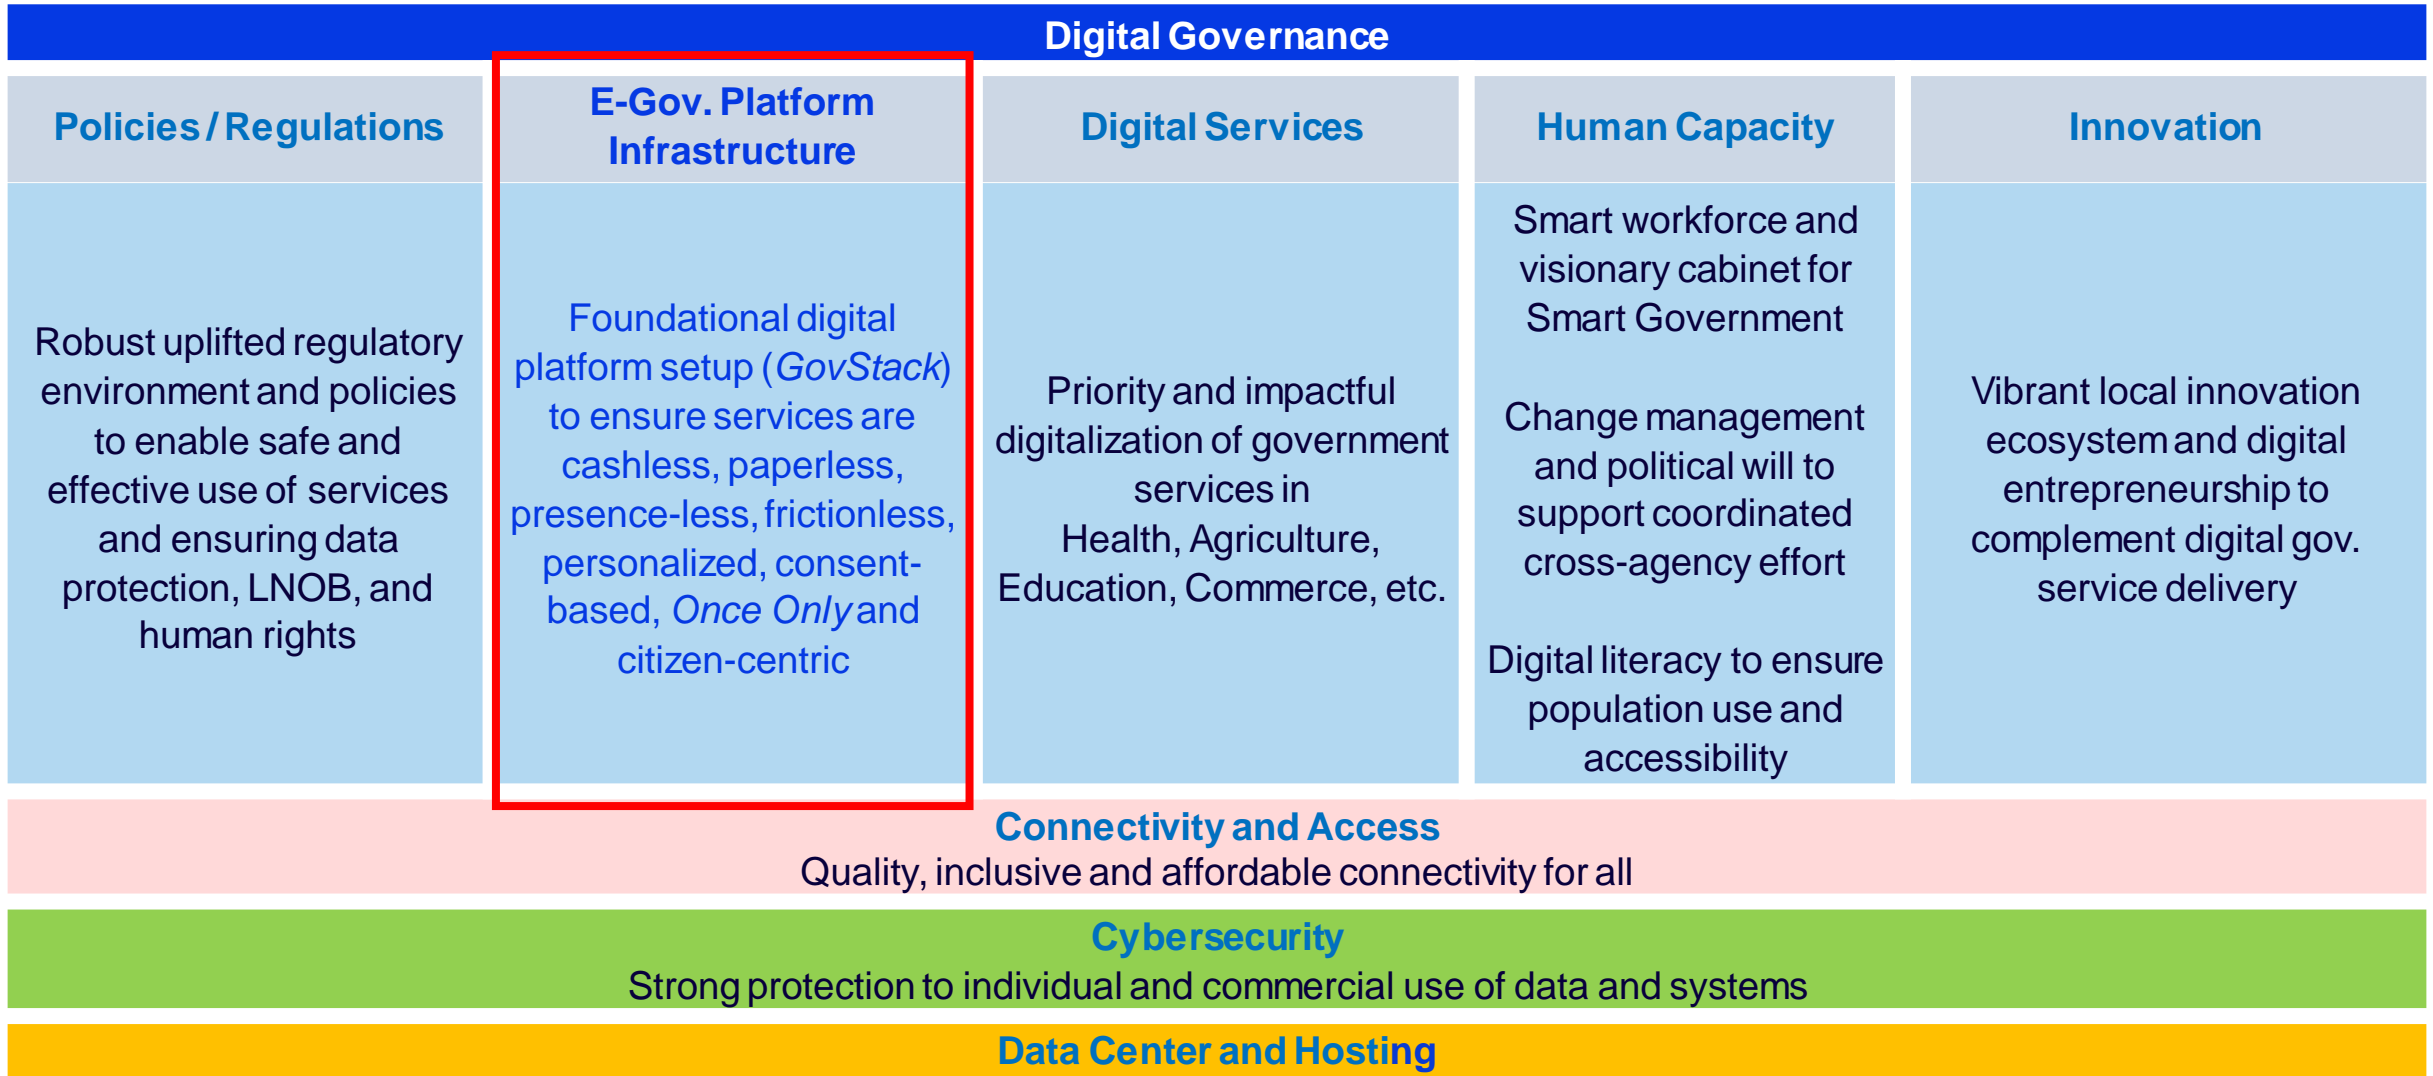 Digital Governance
Policies / Regulations
Robust uplifted regulatory
environment and policies
to enable safe and
effective use of services
and ensuring data
protection, LNOB, and
human rights
E-Gov. Platform
Infrastructure
Foundational digital
platform setup (GovStack)
to ensure services are
cashless, paperless,
presence-less, frictionless,
personalized, consent-
based, Once Only and
citizen-centric
Digital Services
Priority and impactful
digitalization of government
services in
Health, Agriculture,
Education, Commerce, etc.
Human Capacity
Smart workforce and
visionary cabinet for
Smart Government
Change management
and political will to
support coordinated
cross-agency effort
Digital literacy to ensure
population use and
accessibility
Innovation
Vibrant local innovation
ecosystem and digital
entrepreneurship to
complement digital gov.
service delivery
Connectivity and Access
Quality, inclusive and affordable connectivity for all
Cybersecurity
Strong protection to individual and commercial use of data and systems
Data Center and Hosting